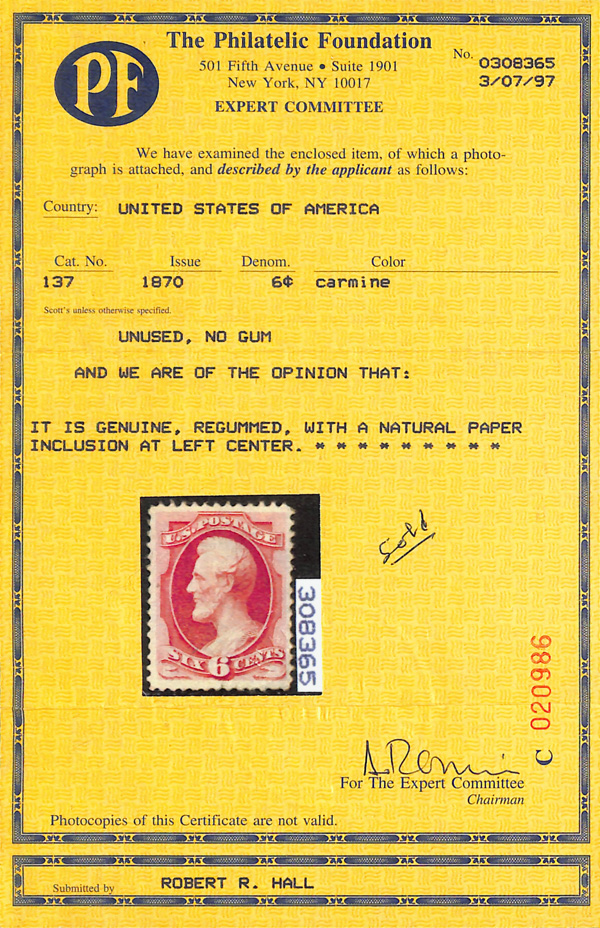 PF
The Philatelic Foundation
501 Fifth Avenue • Suite 1901
New York, NY 10017
EXPERT COMMITTEE
No. 0308365
3/07/97
We have examined the enclosed item, of which a photo-
graph is attached, and described by the applicant as follows:
Country: UNITED STATES OF AMERICA
Cat. No. Issue Denom. Color
137 1870 6¢ carmine
Scott's unless otherwise specified.
UNUSED, NO GUM
AND WE ARE OF THE OPINION THAT:
IT IS GENUINE, REGUMMED, WITH A NATURAL PAPER
INCLUSION AT LEFT CENTER. * * * * * * * * *
U.S. POSTAGE
SIX 6 CENTS
308365
Sold
C 020986
For The Expert Committee
Chairman
Photocopies of this Certificate are not valid.
Submitted by ROBERT R. HALL